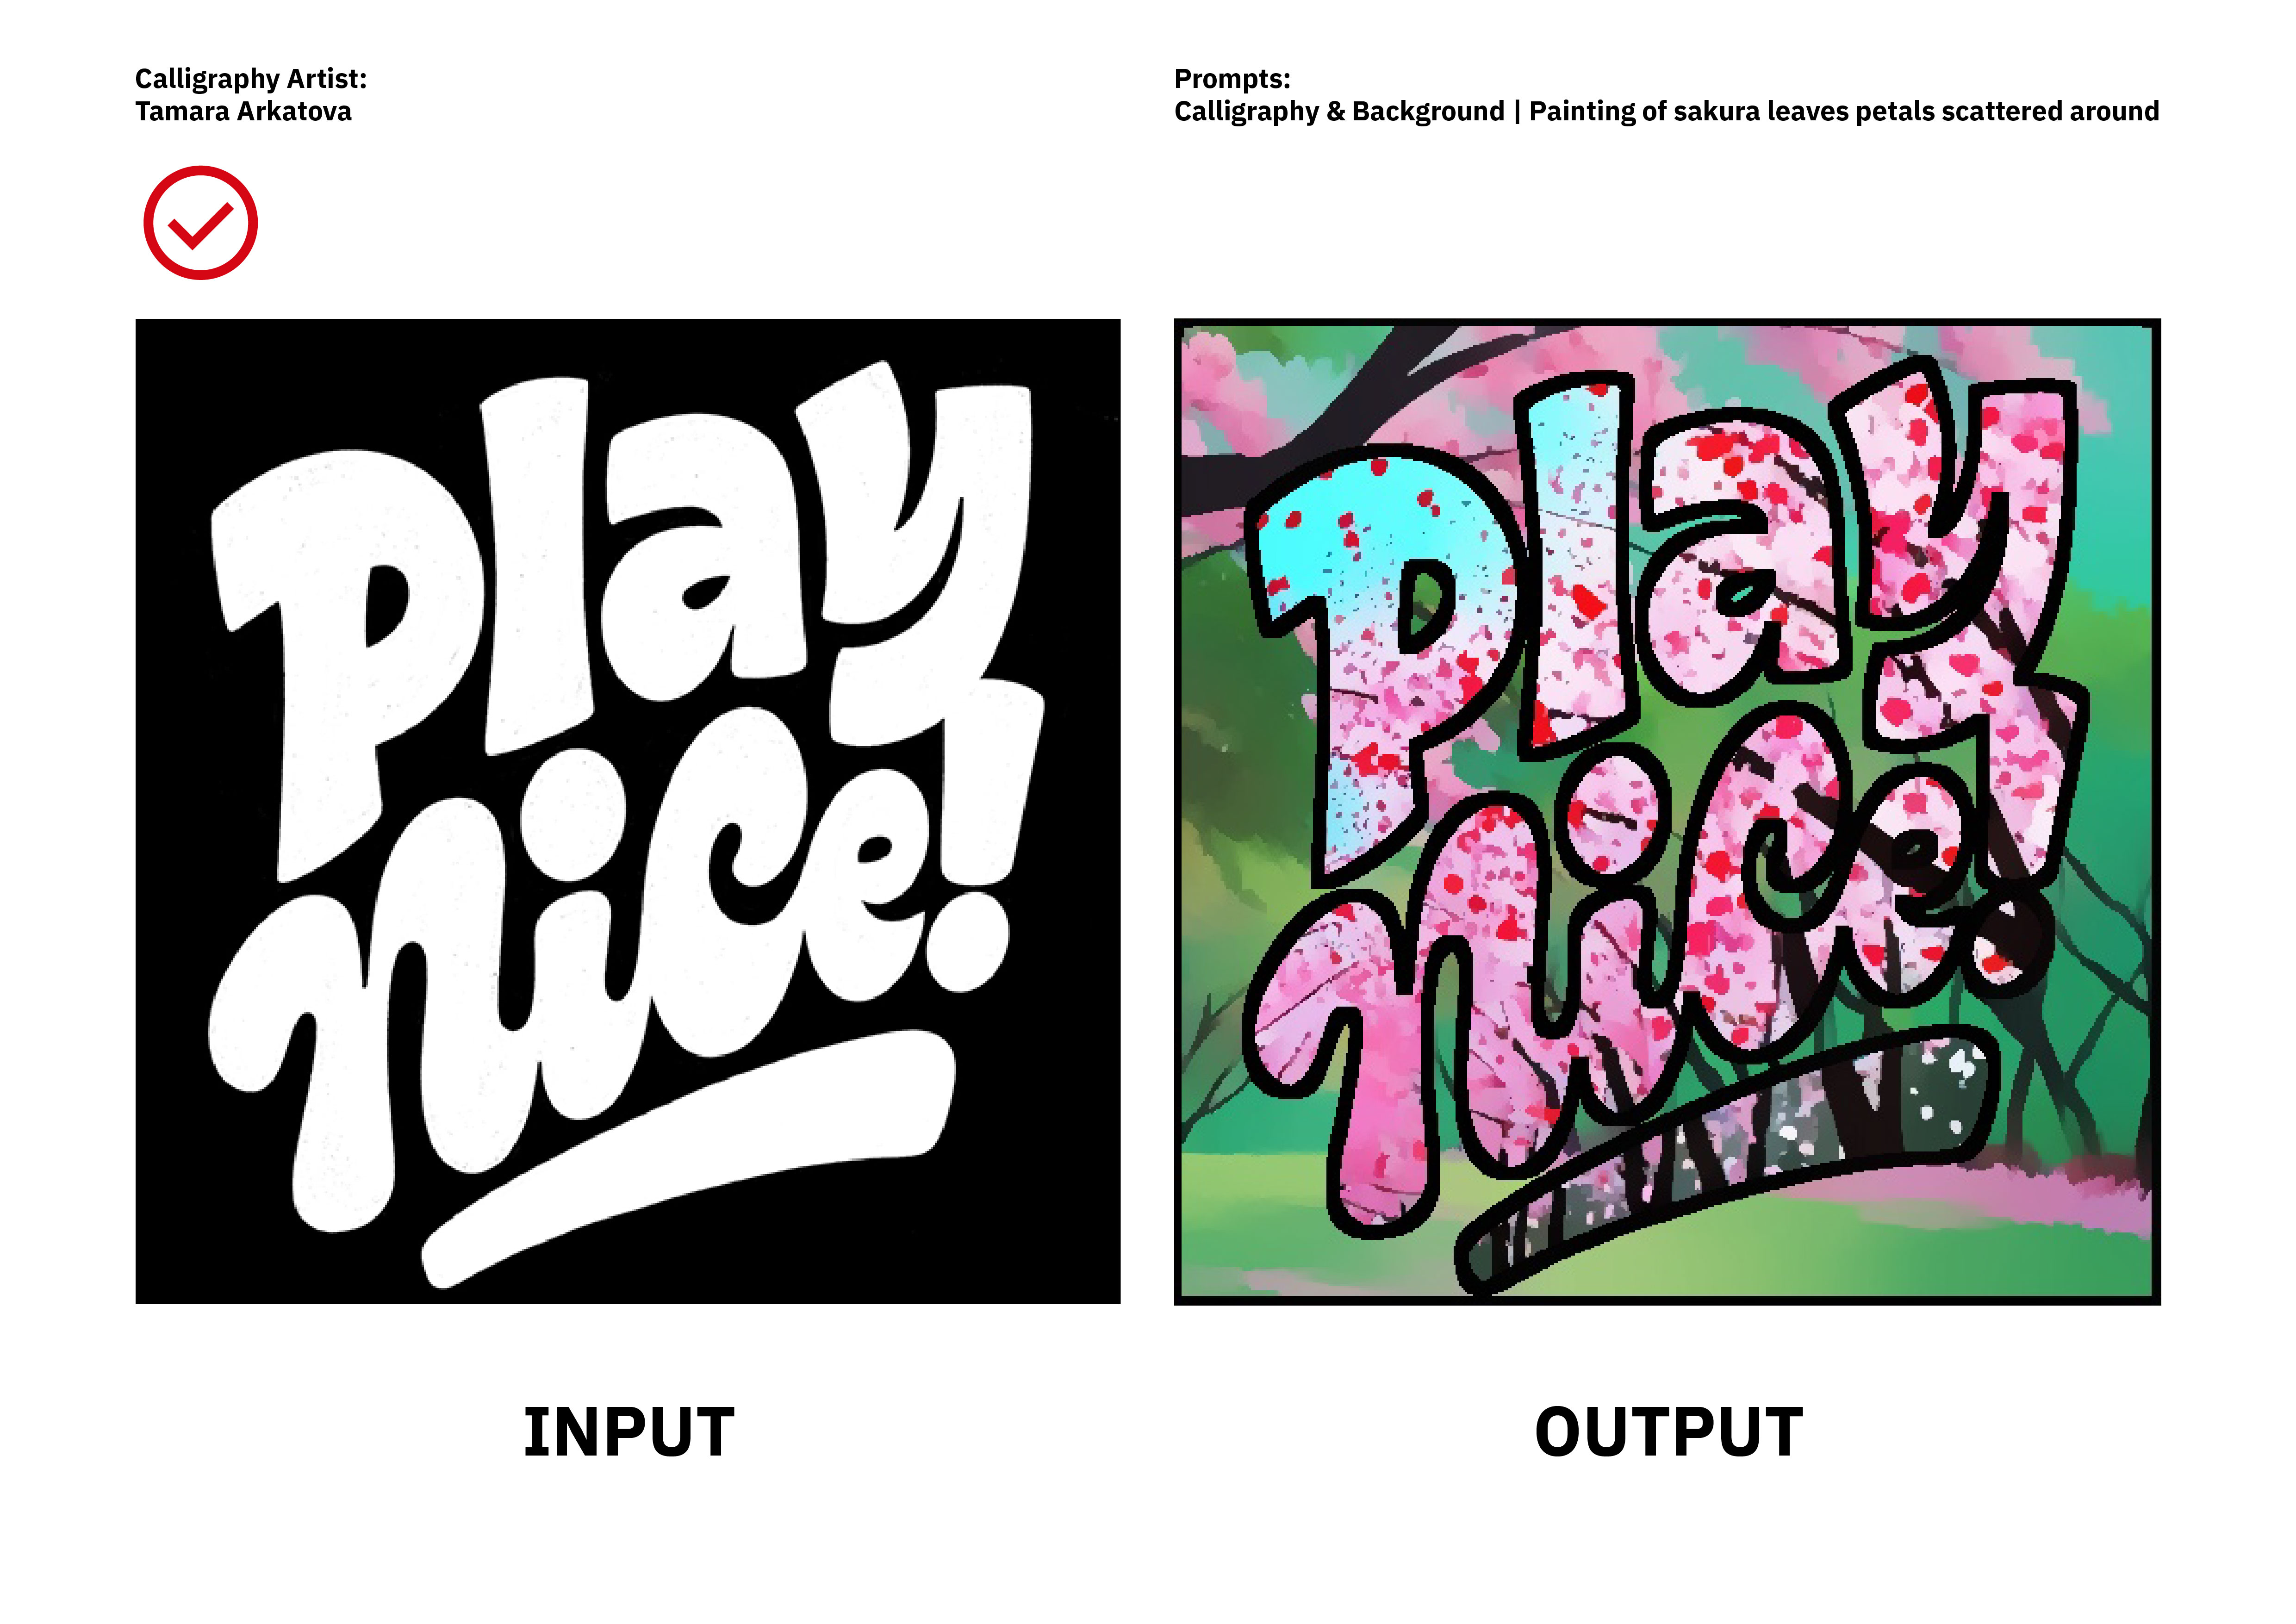 Calligraphy Artist:
Tamara Arkatova
Prompts:
Calligraphy & Background | Painting of sakura leaves petals scattered around
Play
nice!
Play
nice!
INPUT
OUTPUT